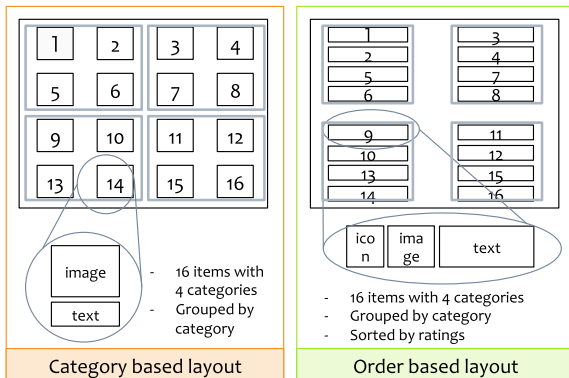 1 2 3 4
5 6 7 8
9 10 11 12
13 14 15 16
image
text
- 16 items with
4 categories
- Grouped by
category
Category based layout
1 3
2 4
5 7
6 8
9 11
10 12
13 15
14 16
ico
n
ima
ge
text
- 16 items with 4 categories
- Grouped by category
- Sorted by ratings
Order based layout